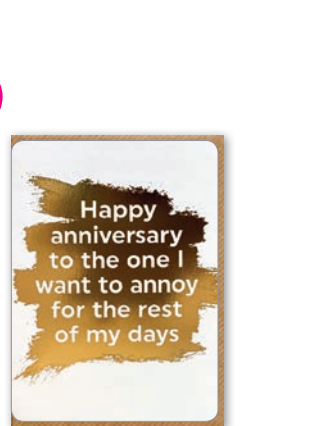 Happy
anniversary
to the one I
want to annoy
for the rest
of my days